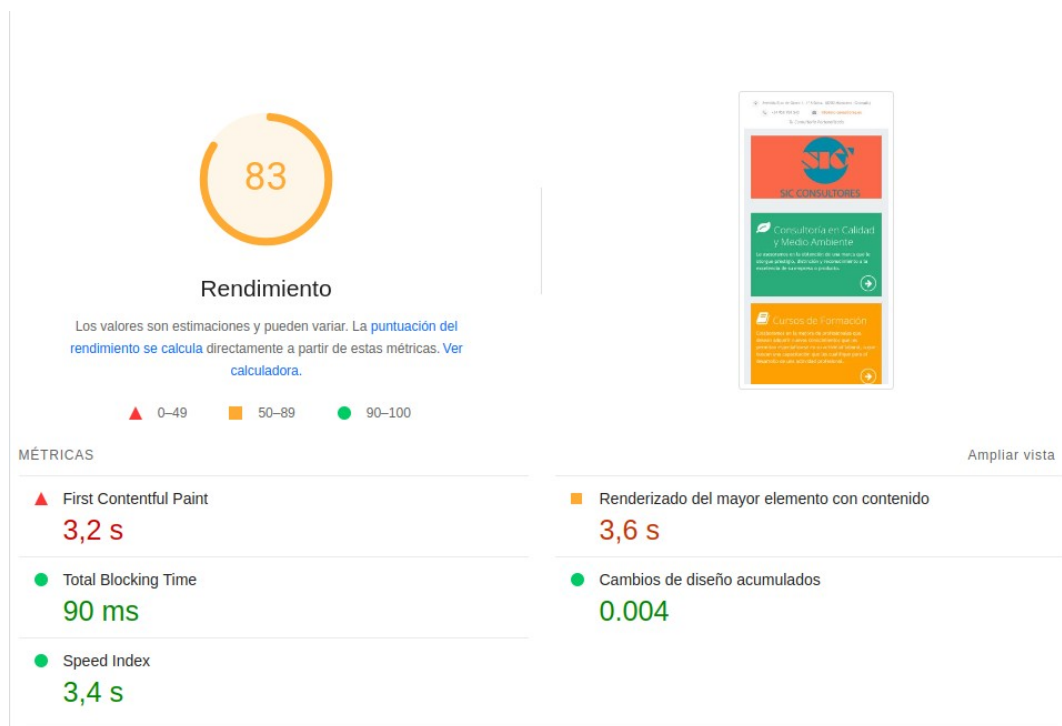 83
Rendimiento
Los valores son estimaciones y pueden variar. La puntuación del
rendimiento se calcula directamente a partir de estas métricas. Ver
calculadora.
0–49
50–89
90–100
SIC
SIC CONSULTORES
Consultoría en Calidad
y Medio Ambiente
Cursos de Formación
MÉTRICAS
Ampliar vista
First Contentful Paint
3,2 s
Renderizado del mayor elemento con contenido
3,6 s
Total Blocking Time
90 ms
Cambios de diseño acumulados
0.004
Speed Index
3,4 s